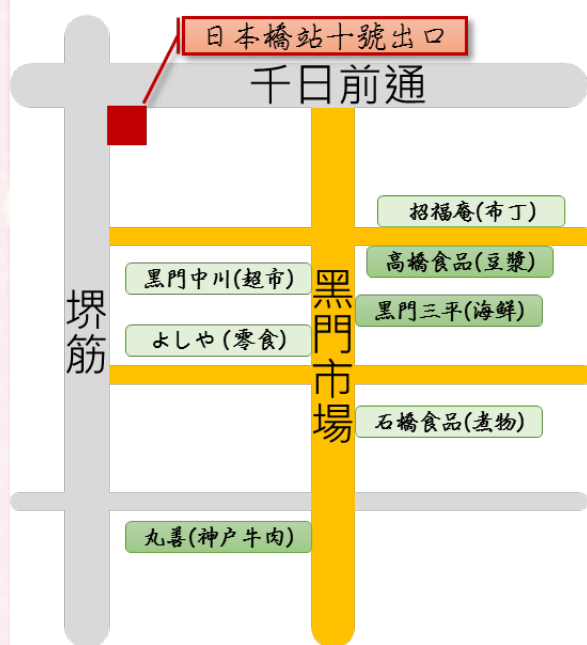 日本橋站十號出口
千日前通
招福庵(布丁)
高橋食品(豆漿)
黑門中川(超市)
黑門三平(海鮮)
よしや(零食)
堺筋
黑門市場
石橋食品(煮物)
丸善(神戶牛肉)